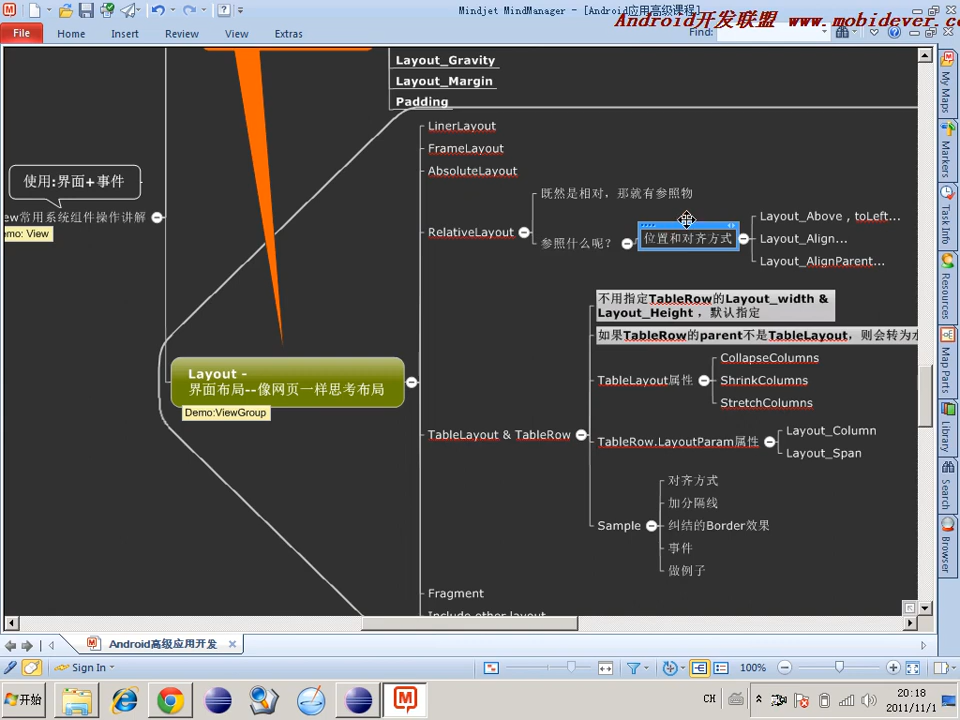 Mindjet MindManager - [Android应用高级课程]
Android开发联盟 www.mobidever.com
File
Home
Insert
Review
View
Extras
Find:
Layout_Gravity
Layout_Margin
Padding
LinerLayout
FrameLayout
AbsoluteLayout
使用:界面+事件
既然是相对，那就有参照物
ew常用系统组件操作讲解
emo: View
RelativeLayout
参照什么呢？
位置和对齐方式
Layout_Above , toLeft...
Layout_Align...
Layout_AlignParent...
不用指定TableRow的Layout_width &
Layout_Height ，默认指定
如果TableRow的parent不是TableLayout，则会转为水
Layout -
界面布局--像网页一样思考布局
Demo:ViewGroup
TableLayout属性
CollapseColumns
ShrinkColumns
StretchColumns
TableLayout & TableRow
TableRow.LayoutParam属性
Layout_Column
Layout_Span
Sample
对齐方式
加分隔线
纠结的Border效果
事件
做例子
Fragment
Include other layout
My Maps
Markers
Task Info
Resources
Map Parts
Library
Search
Browser
Android高级应用开发
Sign In
100%
开始
CH
20:18
2011/11/1